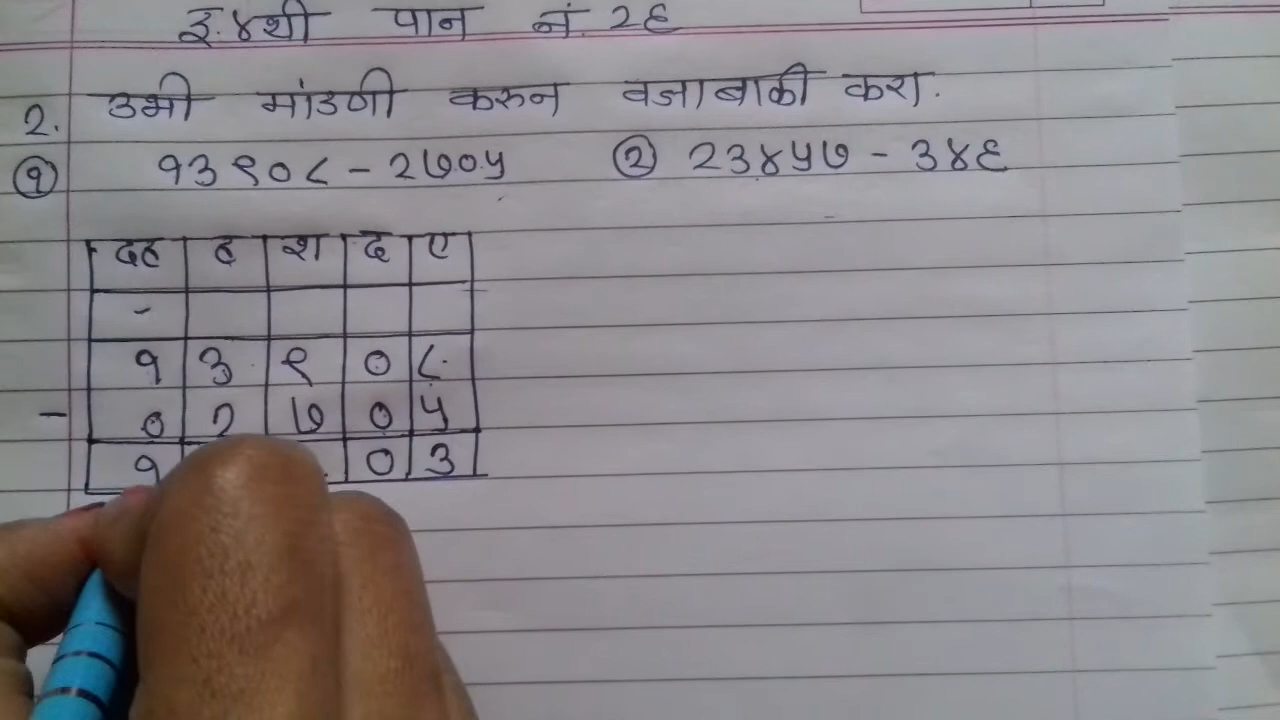 इ. ४थी पान नं. २६
२. उभी मांडणी करून वजाबाकी करा.
① १३९०८ - २७०५ ② २३४५७ - ३४६
दह ह श द ए
-
१ ३ ९ ० ८
- ० २ ७ ० ५
१ ० ३